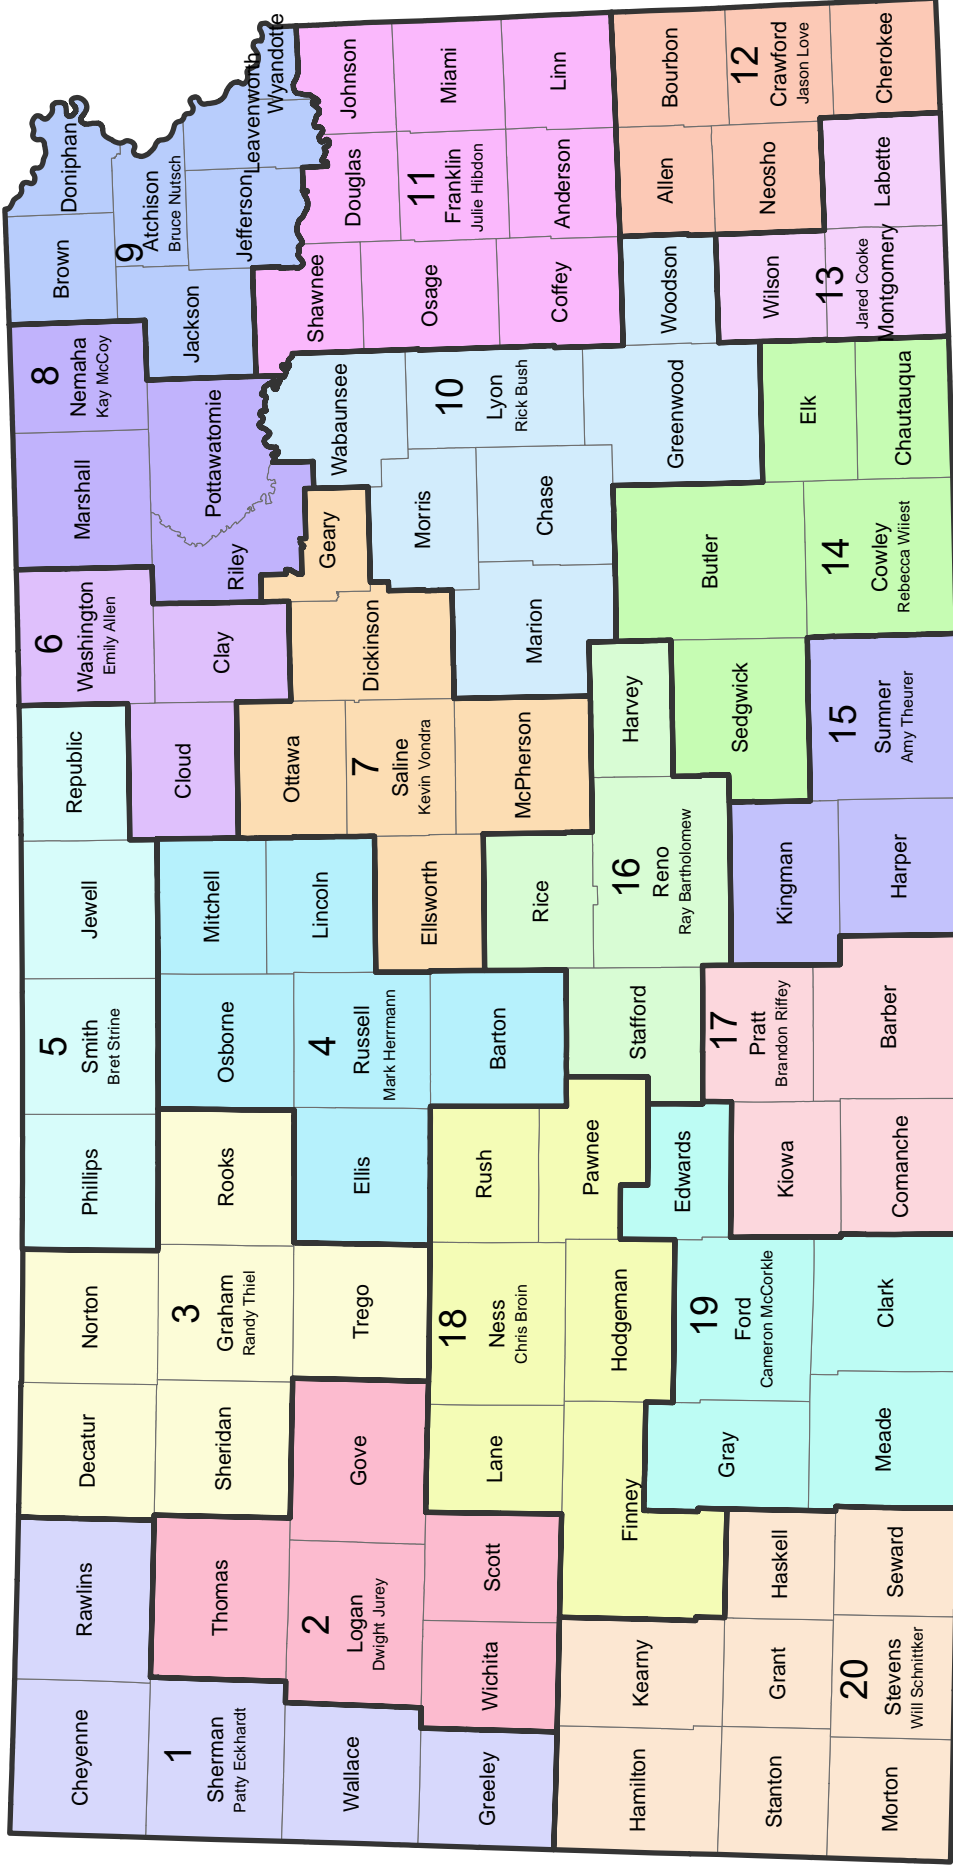 Cheyenne
Rawlins
Decatur
Norton
Phillips
5
Smith
Bret Strine
Jewell
Republic
6
Washington
Emily Allen
Marshall
8
Nemaha
Kay McCoy
Brown
Doniphan
1
Sherman
Patty Eckhardt
Thomas
Sheridan
3
Graham
Randy Thiel
Rooks
Osborne
Mitchell
Cloud
Clay
Riley
Pottawatomie
Jackson
9
Atchison
Bruce Nutsch
Jefferson
Leavenworth
Wyandotte
Wallace
2
Logan
Dwight Jurey
Gove
Trego
Ellis
4
Russell
Mark Herrmann
Lincoln
Ottawa
7
Saline
Kevin Vondra
Dickinson
Geary
Wabaunsee
Shawnee
Douglas
Johnson
Greeley
Wichita
Scott
Lane
18
Ness
Chris Broin
Rush
Barton
Ellsworth
Rice
McPherson
Marion
Morris
Chase
10
Lyon
Rick Bush
Osage
11
Franklin
Julie Hibdon
Miami
Coffey
Anderson
Linn
Hamilton
Kearny
Finney
Hodgeman
Pawnee
Edwards
Stafford
16
Reno
Ray Bartholomew
Harvey
Sedgwick
Butler
Greenwood
Woodson
Allen
Bourbon
Stanton
Grant
Haskell
Gray
19
Ford
Cameron McCorkle
Kiowa
17
Pratt
Brandon Riffey
Kingman
Elk
Wilson
Neosho
12
Crawford
Jason Love
Morton
20
Stevens
Will Schnittker
Seward
Meade
Clark
Comanche
Barber
Harper
15
Sumner
Amy Theurer
14
Cowley
Rebecca Wiiest
Chautauqua
13
Jared Cooke
Montgomery
Labette
Cherokee